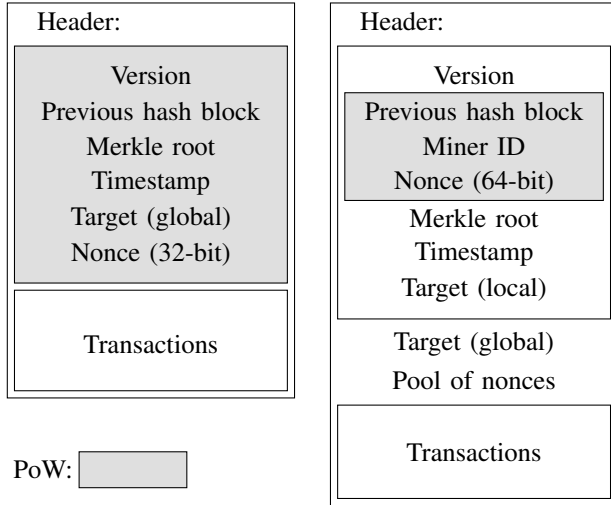 Header:
Version
Previous hash block
Merkle root
Timestamp
Target (global)
Nonce (32-bit)
Transactions
PoW:
Header:
Version
Previous hash block
Miner ID
Nonce (64-bit)
Merkle root
Timestamp
Target (local)
Target (global)
Pool of nonces
Transactions